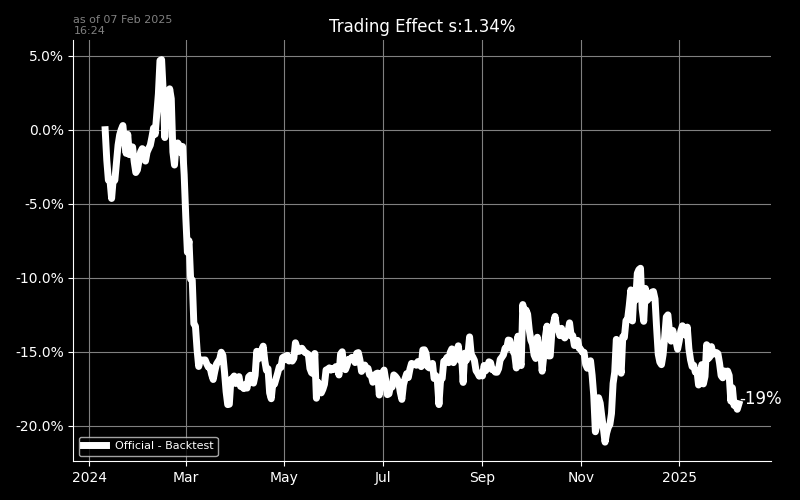 as of 07 Feb 2025
16:24
Trading Effect s:1.34%
5.0%
0.0%
-5.0%
-10.0%
-15.0%
-20.0%
-19%
Official - Backtest
2024 Mar May Jul Sep Nov 2025